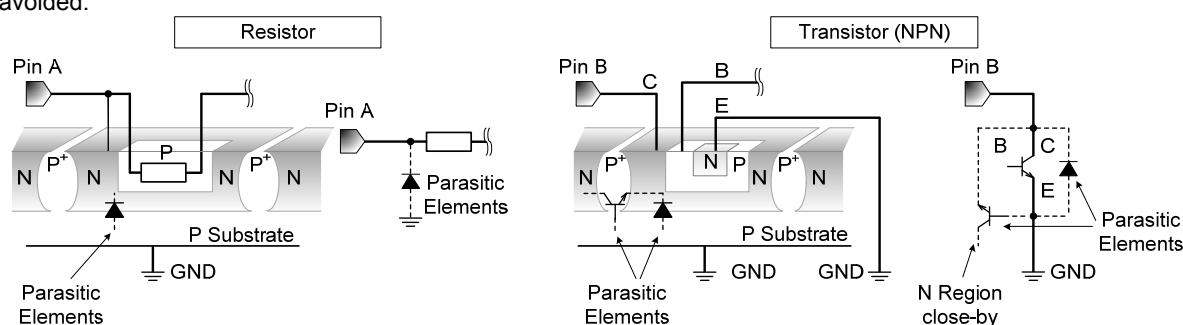 avoided.
Resistor
Transistor (NPN)
Pin A
Pin A
N
P+
N
P
N
P+
N
Parasitic
Elements
P Substrate
GND
Parasitic
Elements
Pin B
C
B
E
N
P+
N
P
N
P+
N
P Substrate
GND
GND
Parasitic
Elements
Pin B
B
C
E
Parasitic
Elements
GND
N Region
close-by